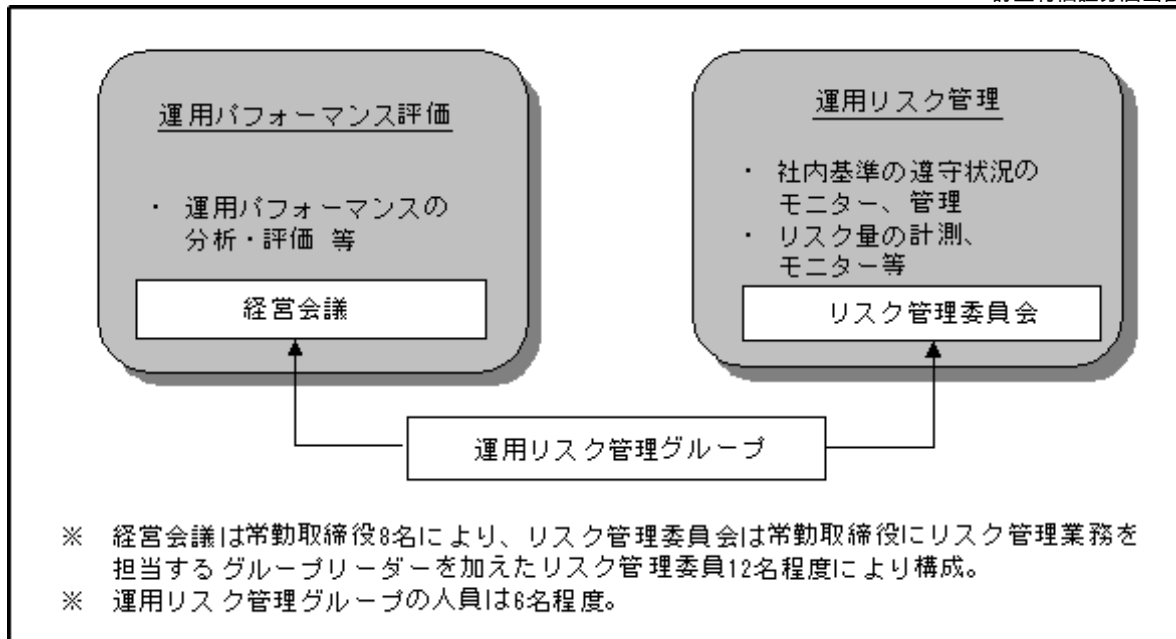 運用パフォーマンス評価
・ 運用パフォーマンスの
分析・評価 等
経営会議
運用リスク管理
・ 社内基準の遵守状況の
モニター、管理
・ リスク量の計測、
モニター等
リスク管理委員会
運用リスク管理グループ
※ 経営会議は常勤取締役8名により、リスク管理委員会は常勤取締役にリスク管理業務を
担当するグループリーダーを加えたリスク管理委員12名程度により構成。
※ 運用リスク管理グループの人員は6名程度。